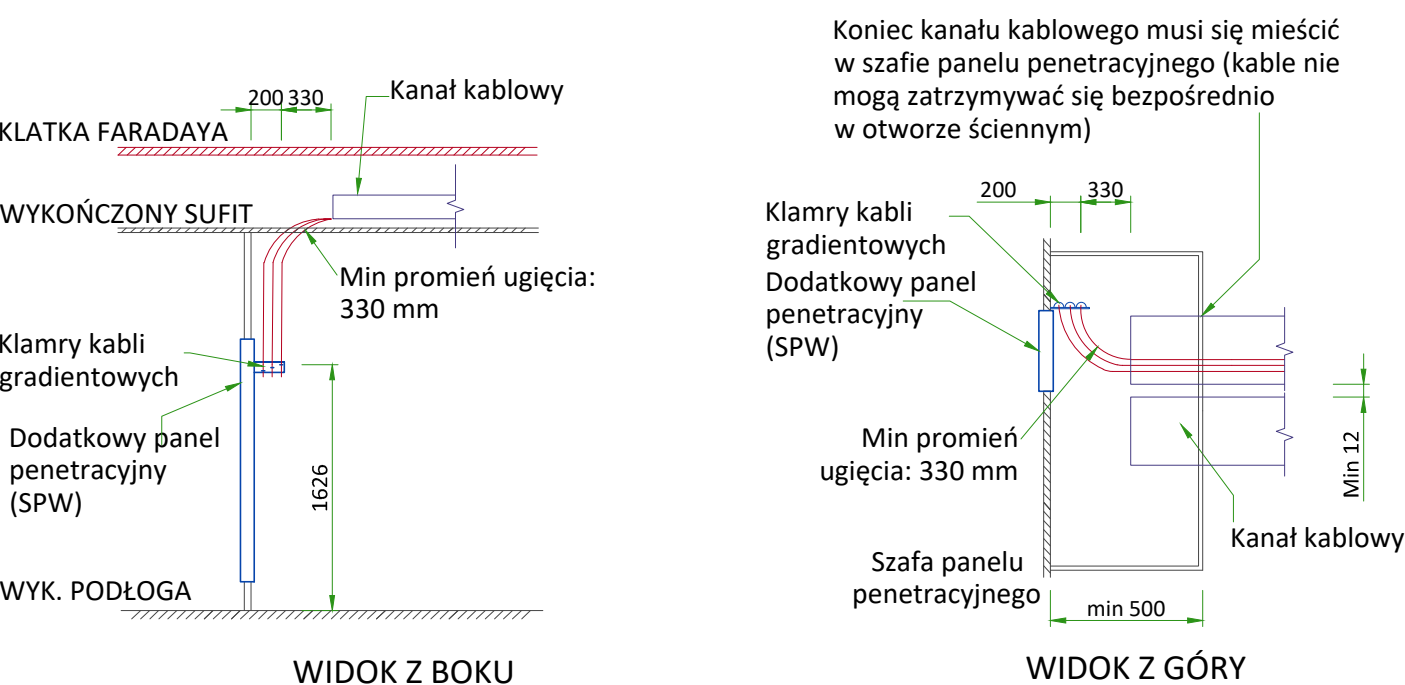 200 330
Kanał kablowy
KLATKA FARADAYA
WYKOŃCZONY SUFIT
Min promień ugięcia:
330 mm
Klamry kabli
gradientowych
Dodatkowy panel
penetracyjny
(SPW)
1626
WYK. PODŁOGA
WIDOK Z BOKU
Koniec kanału kablowego musi się mieścić
w szafie panelu penetracyjnego (kable nie
mogą zatrzymywać się bezpośrednio
w otworze ściennym)
200
330
Klamry kabli
gradientowych
Dodatkowy panel
penetracyjny
(SPW)
Min promień
ugięcia: 330 mm
Min 12
Kanał kablowy
Szafa panelu
penetracyjnego
min 500
WIDOK Z GÓRY